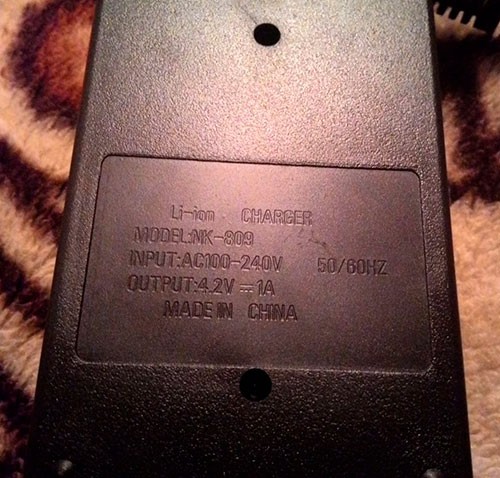 Li-ion CHARGER
MODEL:NK-809
INPUT:AC100-240V 50/60HZ
OUTPUT:4.2V⎓1A
MADE IN CHINA